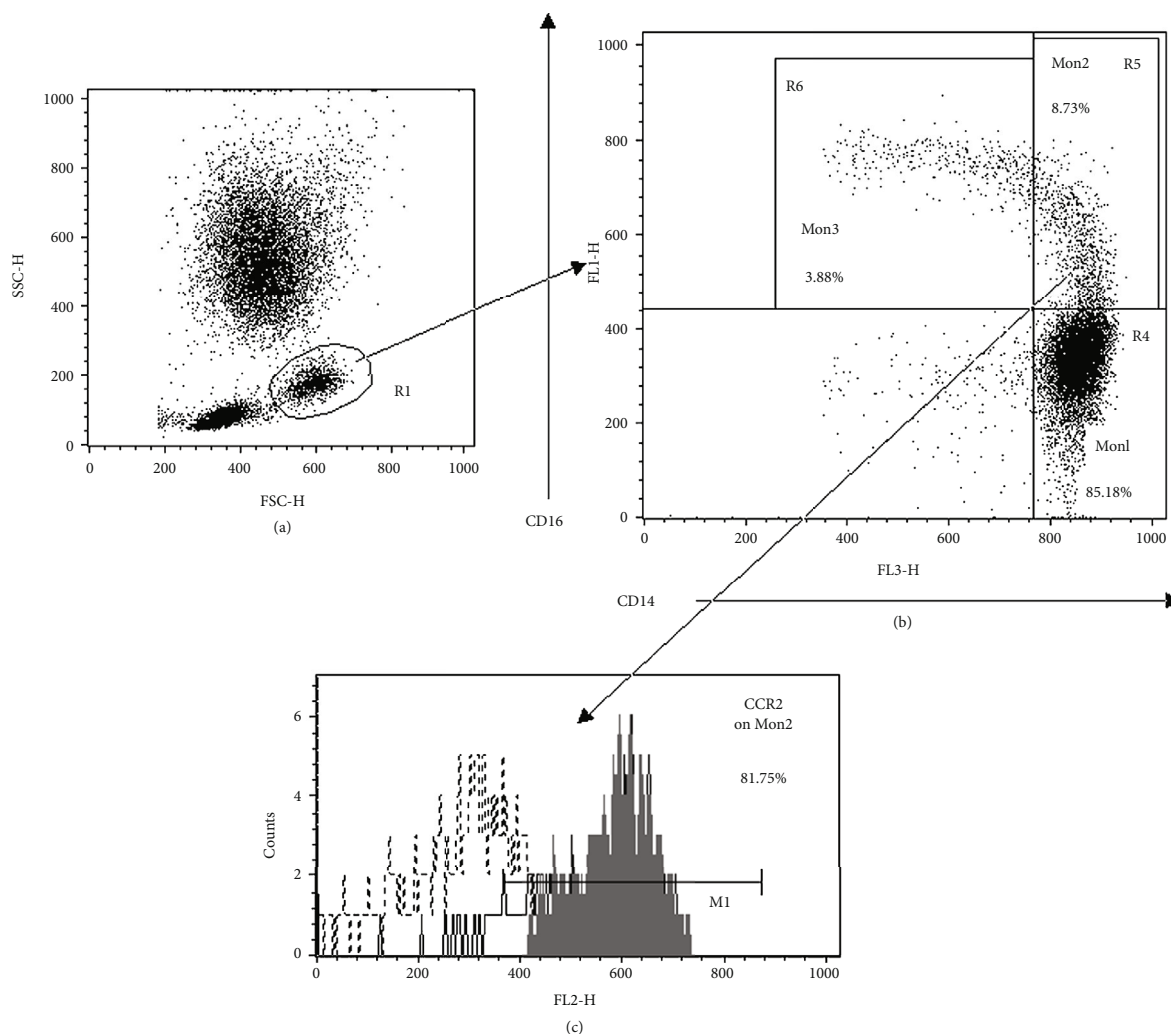 1000
800
600
400
200
0
SSC-H
0 200 400 600 800 1000
FSC-H
(a)
R1
CD16
1000
800
600
400
200
0
FL1-H
R6
Mon3
3.88%
Mon2 R5
8.73%
R4
Monl
85.18%
0 200 400 600 800 1000
FL3-H
CD14
(b)
6
4
2
0
Counts
CCR2
on Mon2
81.75%
M1
0 200 400 600 800 1000
FL2-H
(c)